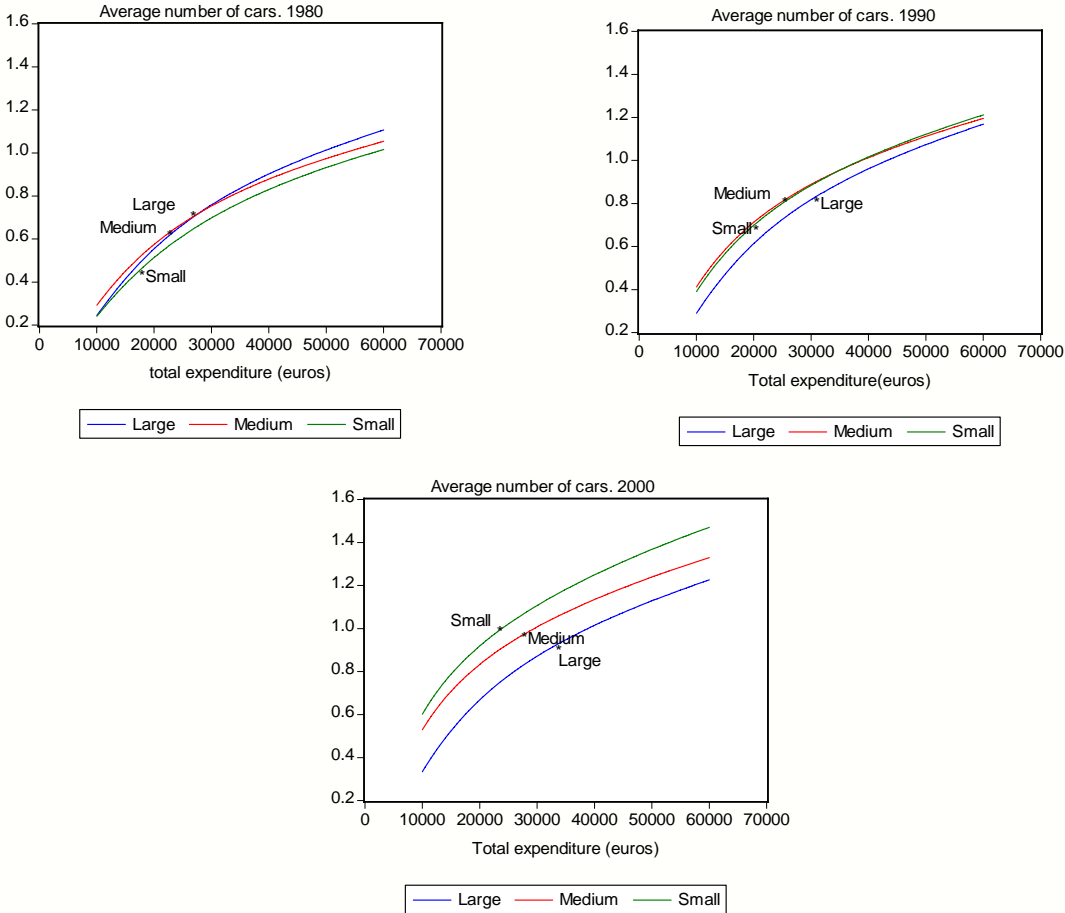 Average number of cars. 1980
1.6
1.4
1.2
1.0
0.8
0.6
0.4
0.2
Large
Medium
Small
0 10000 20000 30000 40000 50000 60000 70000
total expenditure (euros)
Large Medium Small
Average number of cars. 1990
1.6
1.4
1.2
1.0
0.8
0.6
0.4
0.2
Medium
Large
Small
0 10000 20000 30000 40000 50000 60000 70000
Total expenditure(euros)
Large Medium Small
Average number of cars. 2000
1.6
1.4
1.2
1.0
0.8
0.6
0.4
0.2
Small
Medium
Large
0 10000 20000 30000 40000 50000 60000 70000
Total expenditure (euros)
Large Medium Small